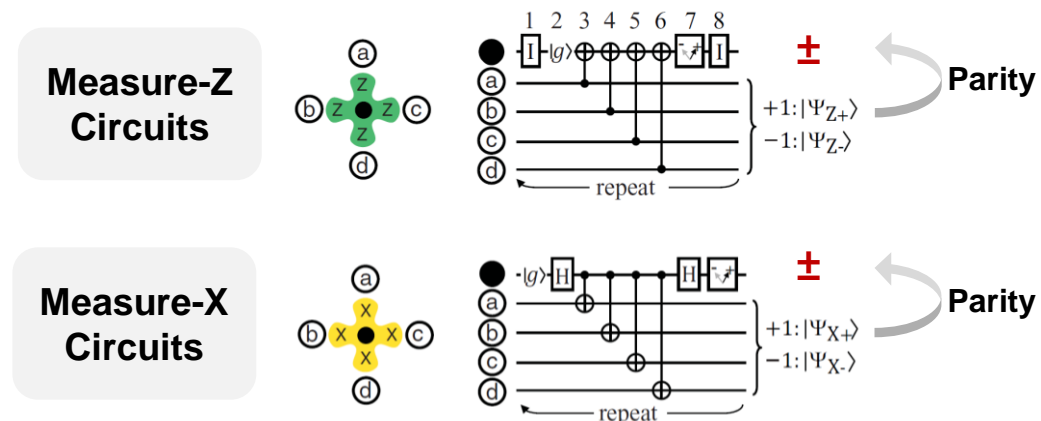 Measure-Z
Circuits
a
Z
b Z Z c
Z
d
1 2 3 4 5 6 7 8
I |g⟩ - + I
a
b
c
d
repeat
±
+1:|ΨZ+⟩
−1:|ΨZ-⟩
Parity
Measure-X
Circuits
a
X
b X X c
X
d
|g⟩ H H - +
a
b
c
d
repeat
±
+1:|ΨX+⟩
−1:|ΨX-⟩
Parity